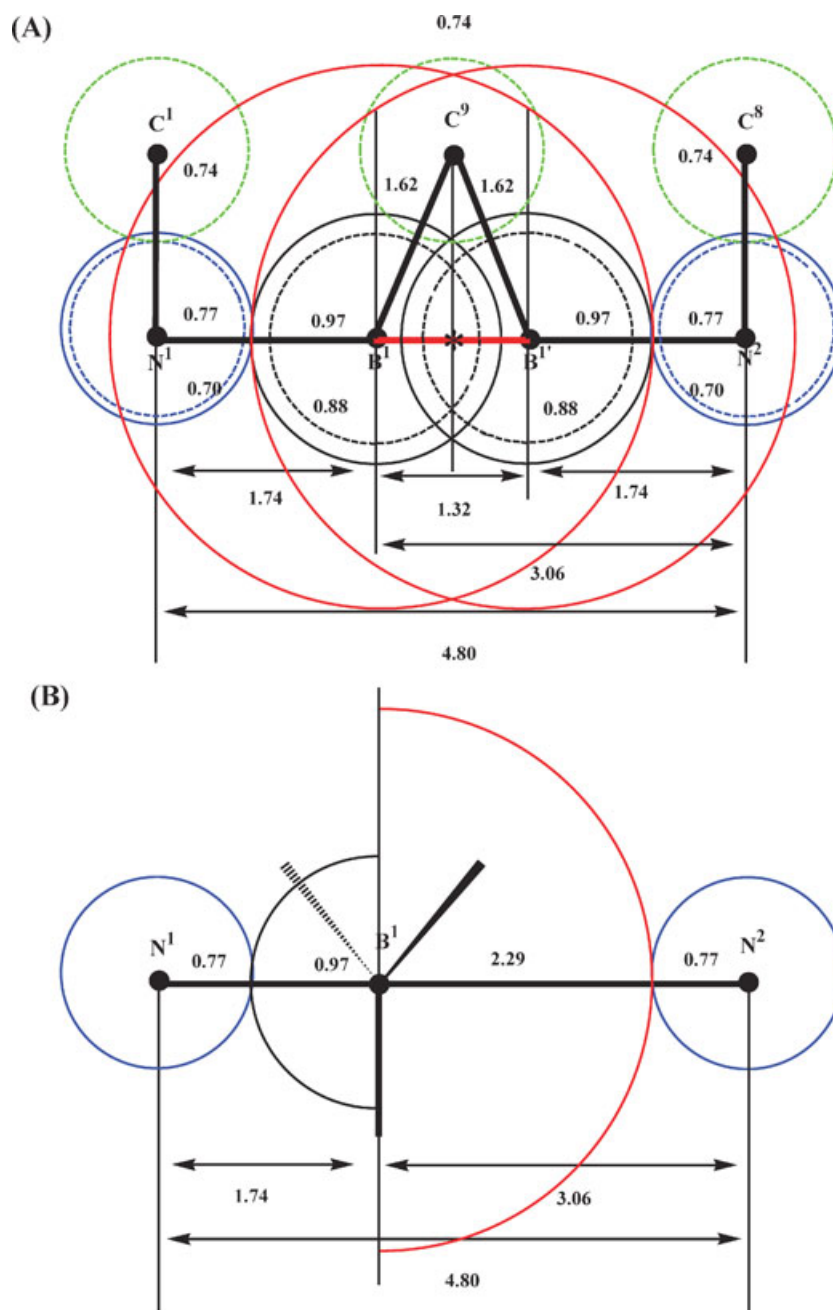 (A)
0.74
C¹ C⁹ C⁸
0.74 1.62 1.62 0.74
0.77 0.97 0.97 0.77
N¹ B¹ * B¹' N²
0.70 0.88 0.88 0.70
1.74 1.32 1.74
3.06
4.80
(B)
N¹ B¹ N²
0.77 0.97 2.29 0.77
1.74 3.06
4.80